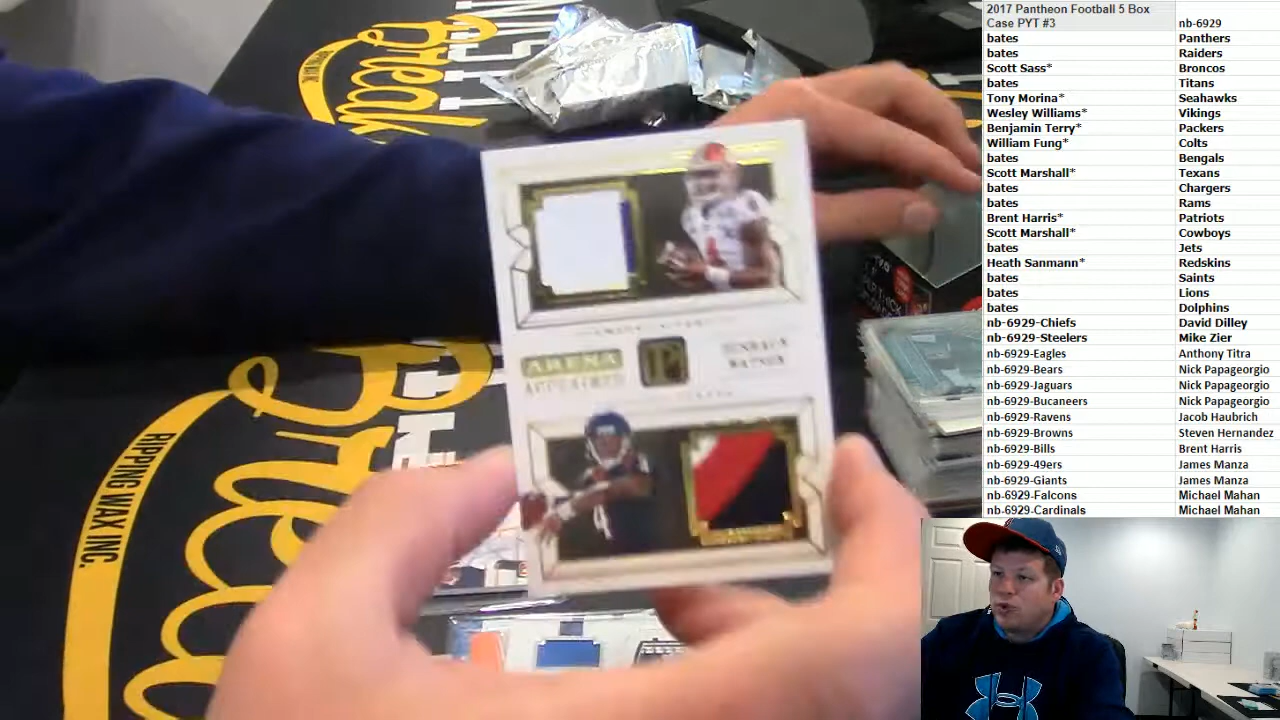 2017 Pantheon Football 5 Box
Case PYT #3 nb-6929
bates Panthers
bates Raiders
Scott Sass* Broncos
bates Titans
Tony Morina* Seahawks
Wesley Williams* Vikings
Benjamin Terry* Packers
William Fung* Colts
bates Bengals
Scott Marshall* Texans
bates Chargers
bates Rams
Brent Harris* Patriots
Scott Marshall* Cowboys
bates Jets
Heath Sanmann* Redskins
bates Saints
bates Lions
bates Dolphins
nb-6929-Chiefs David Dilley
nb-6929-Steelers Mike Zier
nb-6929-Eagles Anthony Titra
nb-6929-Bears Nick Papageorgio
nb-6929-Jaguars Nick Papageorgio
nb-6929-Bucaneers Nick Papageorgio
nb-6929-Ravens Jacob Haubrich
nb-6929-Browns Steven Hernandez
nb-6929-Bills Brent Harris
nb-6929-49ers James Manza
nb-6929-Giants James Manza
nb-6929-Falcons Michael Mahan
nb-6929-Cardinals Michael Mahan
Break
RIPPING WAX INC.
ARENA
DESHAUN
WATSON
P
4
4